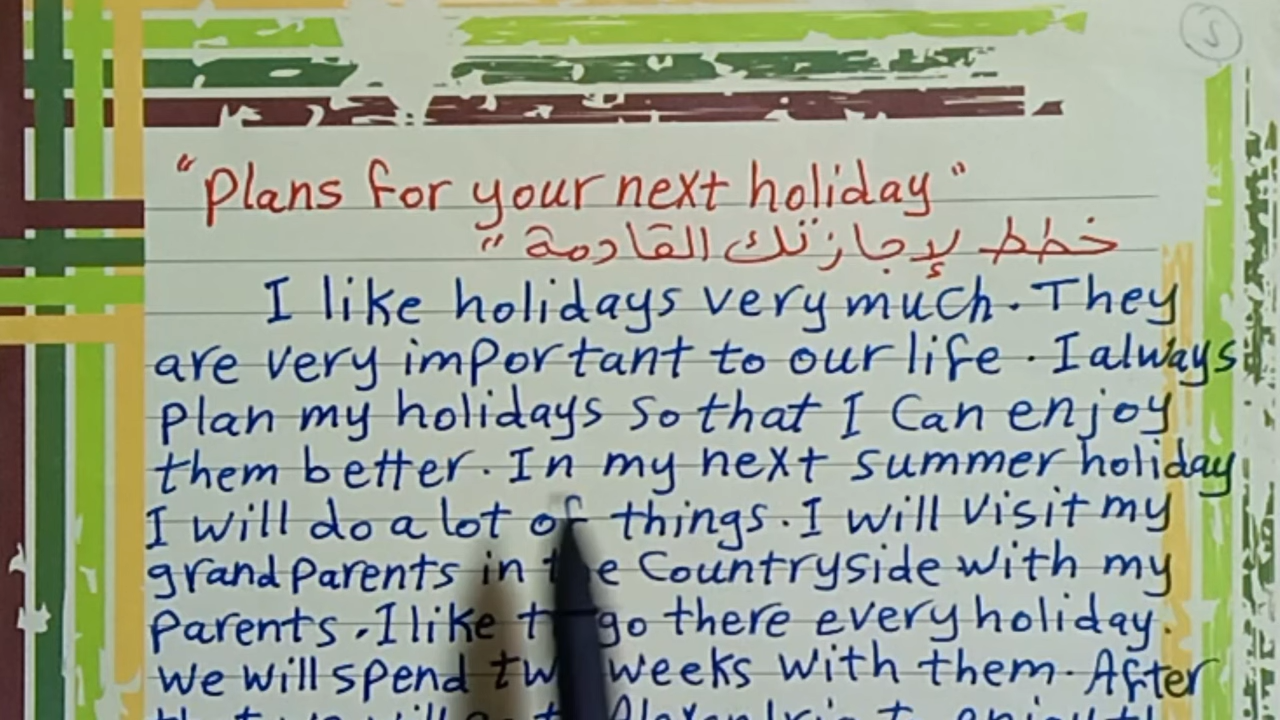 "Plans for your next holiday"
خطط لإجازتك القادمة "
I like holidays very much. They
are very important to our life. I always
plan my holidays so that I can enjoy
them better. In my next summer holiday
I will do a lot of things. I will visit my
grandparents in the countryside with my
parents. I like to go there every holiday.
We will spend two weeks with them. After
Alexandria